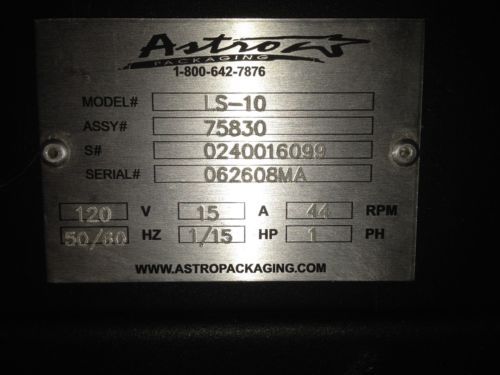 Astro
PACKAGING
1-800-642-7876
MODEL# LS-10
ASSY# 75830
S# 0240016099
SERIAL# 062608MA
120 V 15 A 44 RPM
50/60 HZ 1/15 HP 1 PH
WWW.ASTROPACKAGING.COM